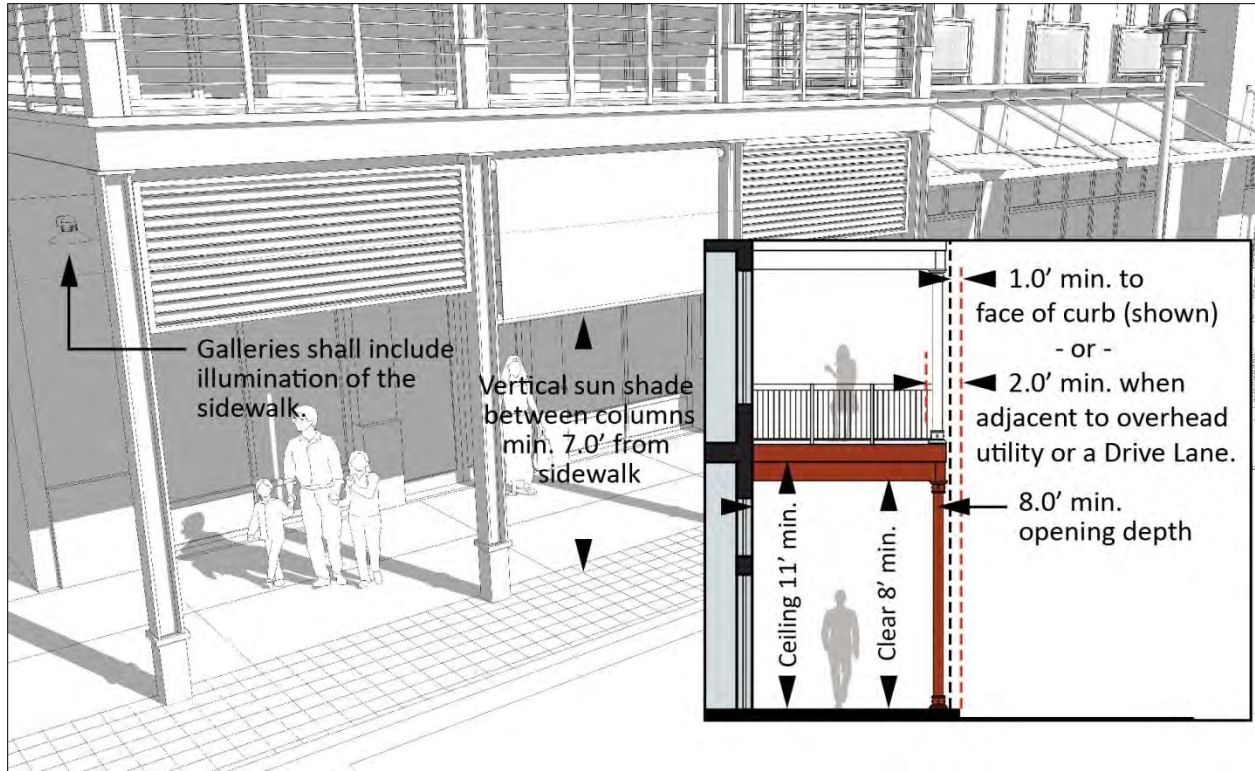 Galleries shall include
illumination of the
sidewalk.
Vertical sun shade
between columns
min. 7.0' from
sidewalk
1.0' min. to
face of curb (shown)
- or -
2.0' min. when
adjacent to overhead
utility or a Drive Lane.
8.0' min.
opening depth
Ceiling 11' min.
Clear 8' min.